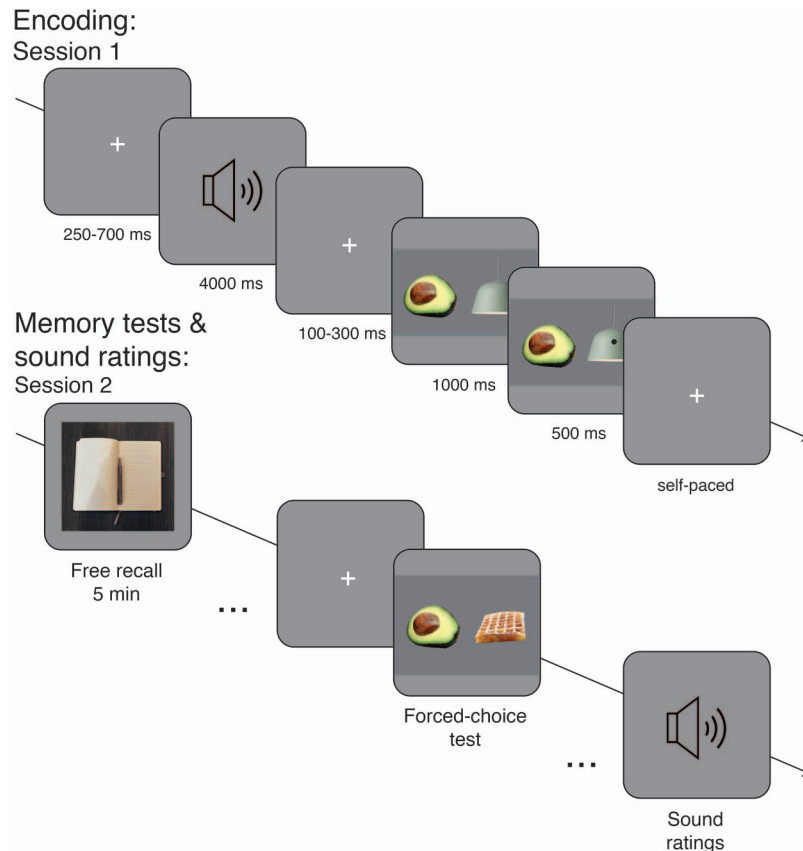 Encoding:
Session 1
250-700 ms
4000 ms
100-300 ms
1000 ms
500 ms
self-paced
Memory tests &
sound ratings:
Session 2
Free recall
5 min
...
Forced-choice
test
...
Sound
ratings